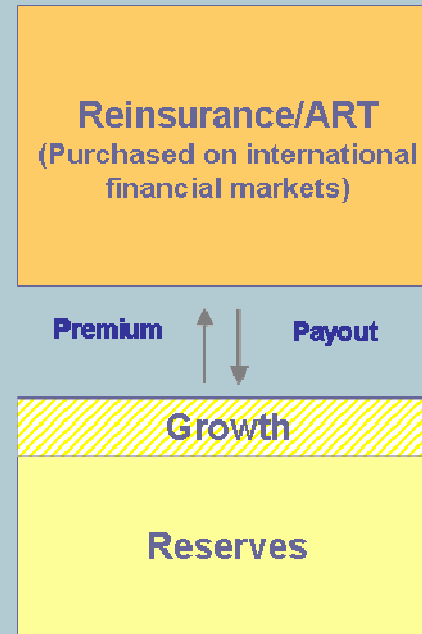 Reinsurance/ART
(Purchased on international
financial markets)
Premium
Payout
Growth
Reserves